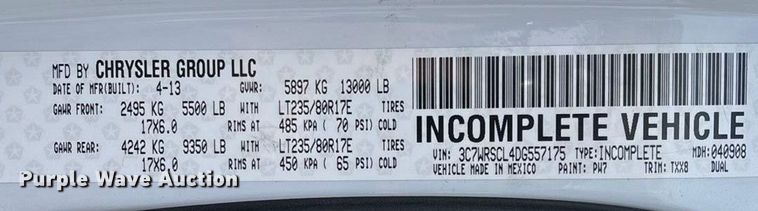 MFD BY CHRYSLER GROUP LLC
DATE OF MFR(BUILT): 4-13 GVWR: 5897 KG 13000 LB
GAWR FRONT: 2495 KG 5500 LB WITH LT235/80R17E TIRES
17X6.0 RIMS AT 485 KPA ( 70 PSI) COLD
GAWR REAR: 4242 KG 9350 LB WITH LT235/80R17E TIRES
17X6.0 RIMS AT 450 KPA ( 65 PSI) COLD
INCOMPLETE VEHICLE
VIN: 3C7WRSCL4DG557175 TYPE: INCOMPLETE MDH:040908
VEHICLE MADE IN MEXICO PAINT: PW7 TRIM: TXX8 DUAL
Purple Wave Auction